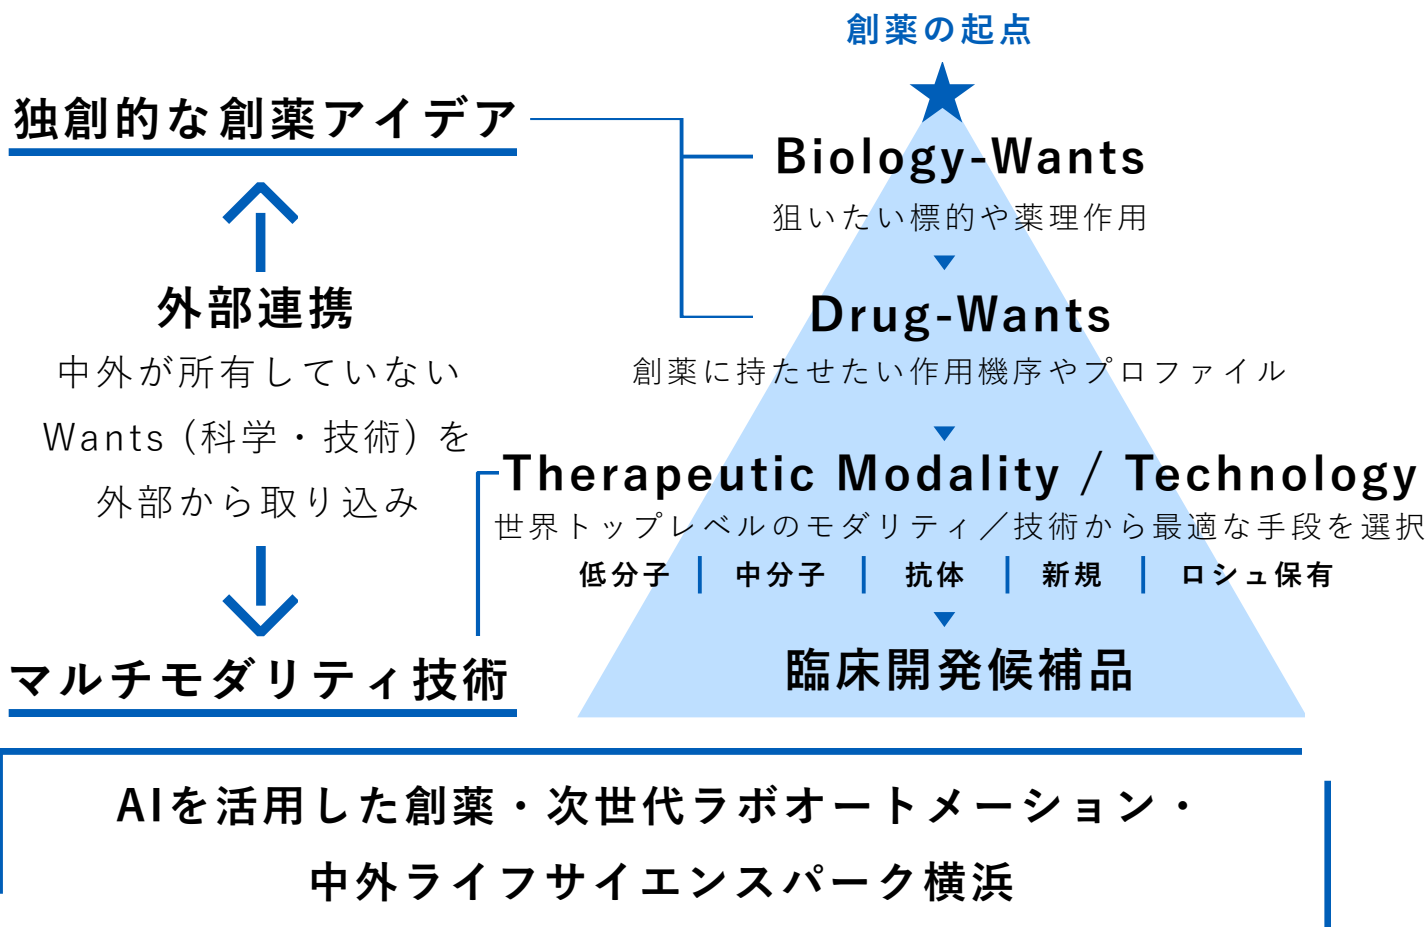 創薬の起点
独創的な創薬アイデア
Biology-Wants
狙いたい標的や薬理作用
外部連携
中外が所有していない
Wants（科学・技術）を
外部から取り込み
Drug-Wants
創薬に持たせたい作用機序やプロファイル
Therapeutic Modality / Technology
世界トップレベルのモダリティ／技術から最適な手段を選択
低分子 | 中分子 | 抗体 | 新規 | ロシュ保有
マルチモダリティ技術
臨床開発候補品
AIを活用した創薬・次世代ラボオートメーション・
中外ライフサイエンスパーク横浜